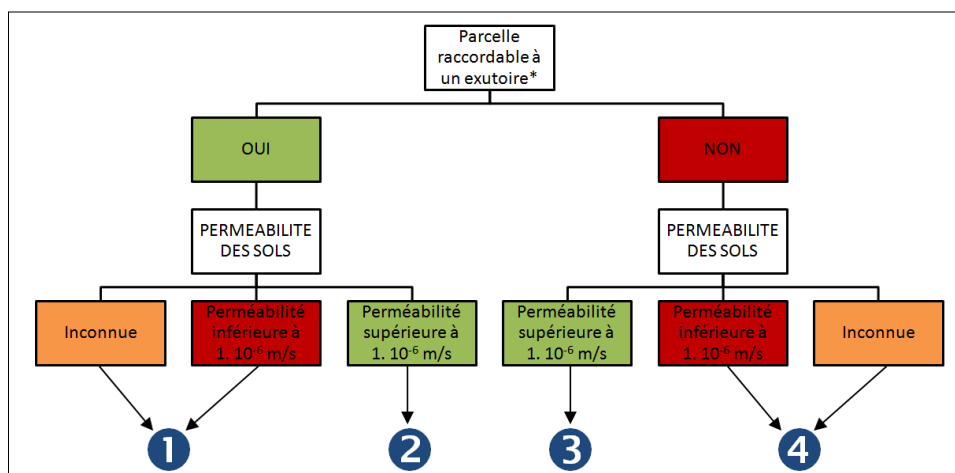 Parcelle
raccordable à
un exutoire*
OUI
NON
PERMEABILITE
DES SOLS
PERMEABILITE
DES SOLS
Inconnue
Perméabilité
inférieure à
1. 10⁻⁶ m/s
Perméabilité
supérieure à
1. 10⁻⁶ m/s
Perméabilité
supérieure à
1. 10⁻⁶ m/s
Perméabilité
inférieure à
1. 10⁻⁶ m/s
Inconnue
1
2
3
4